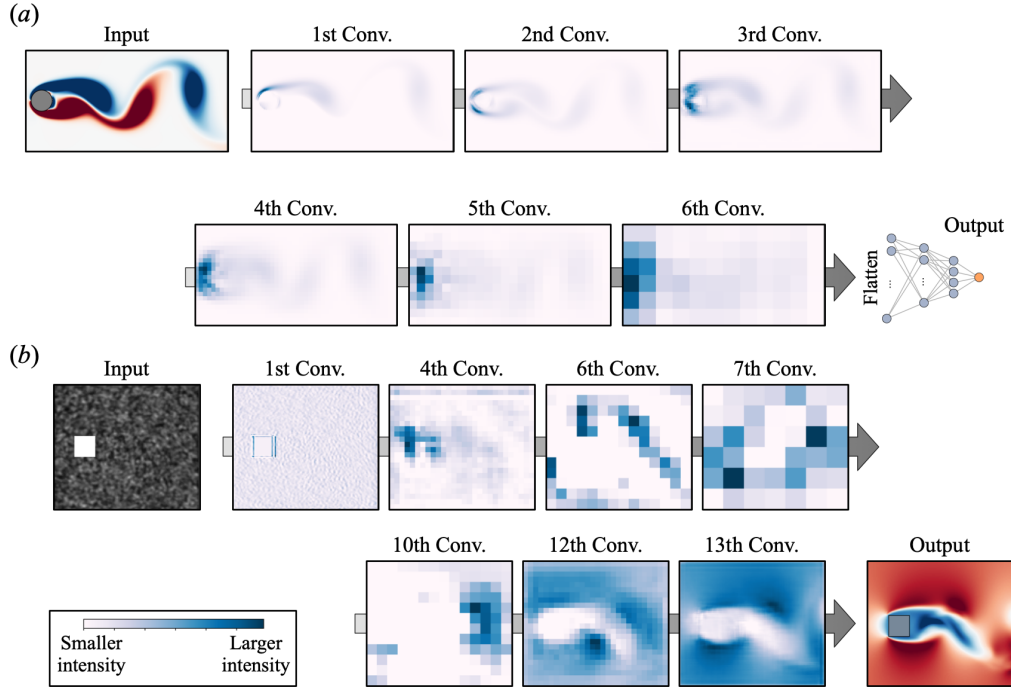 (a)
Input
1st Conv.
2nd Conv.
3rd Conv.
4th Conv.
5th Conv.
6th Conv.
Flatten
...
...
Output
(b)
Input
1st Conv.
4th Conv.
6th Conv.
7th Conv.
10th Conv.
12th Conv.
13th Conv.
Output
Smaller
intensity
Larger
intensity